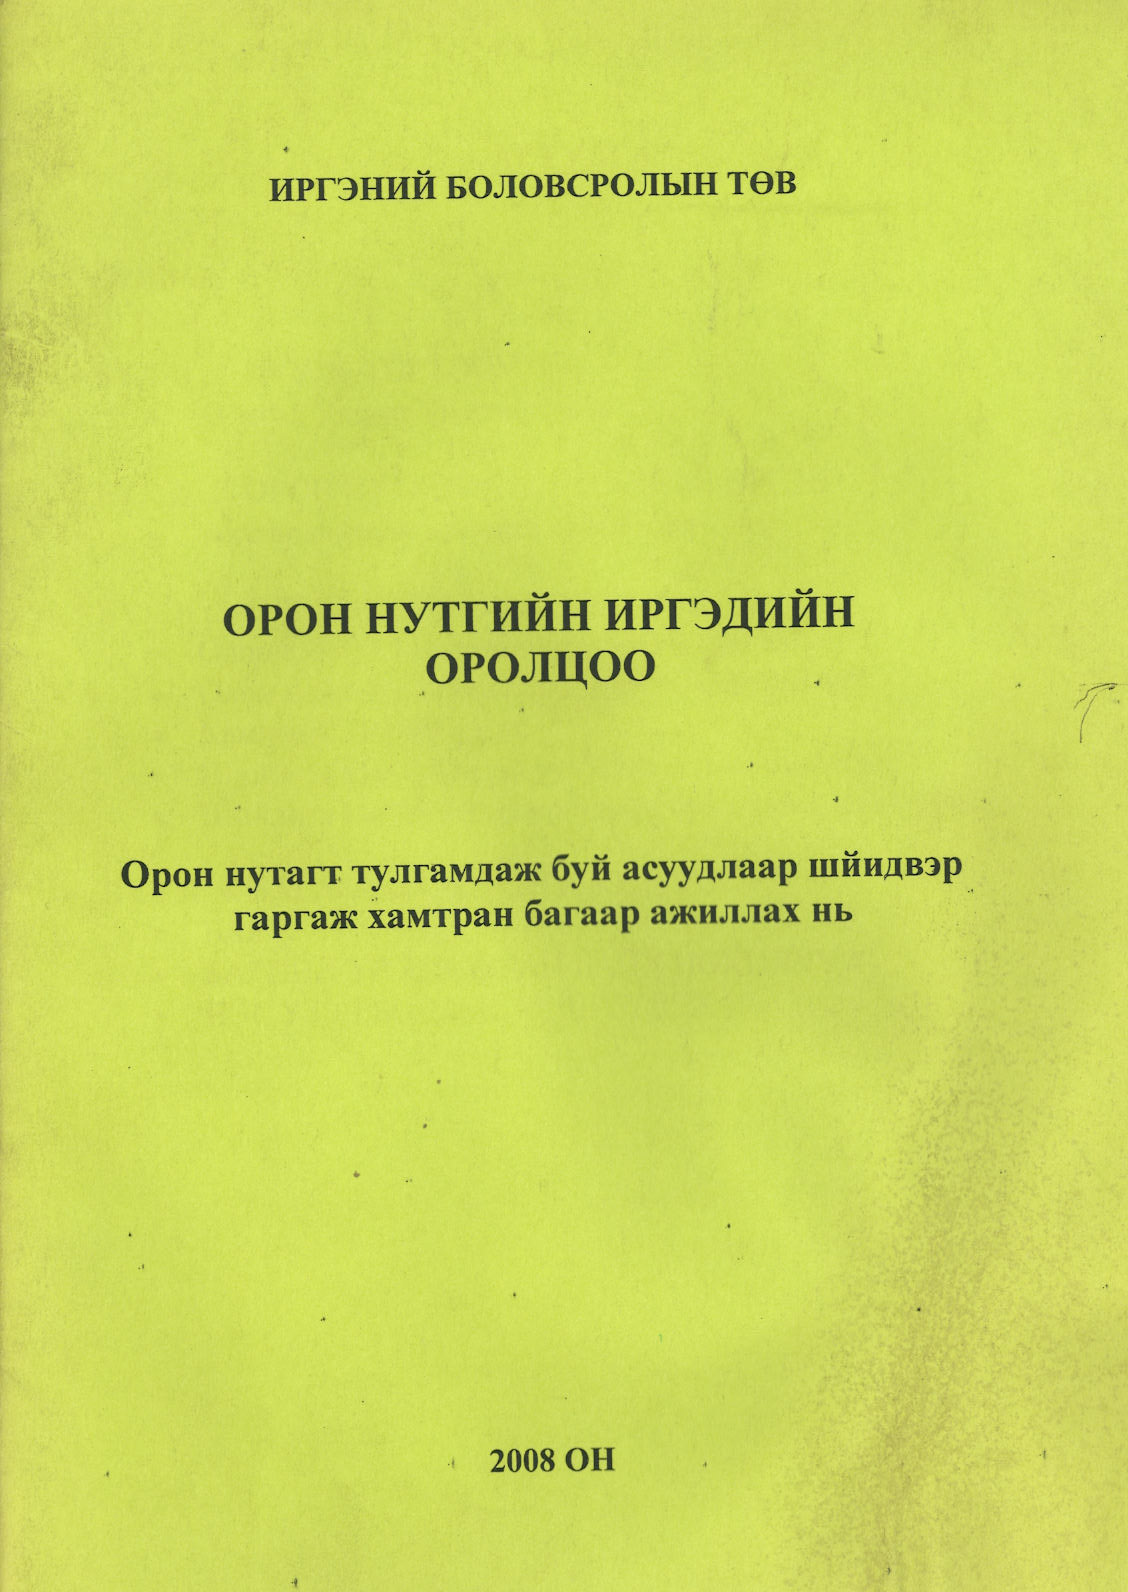 ИРГЭНИЙ БОЛОВСРОЛЫН ТӨВ
ОРОН НУТГИЙН ИРГЭДИЙН
ОРОЛЦОО
Орон нутагт тулгамдаж буй асуудлаар шйидвэр
гаргаж хамтран багаар ажиллах нь
2008 ОН